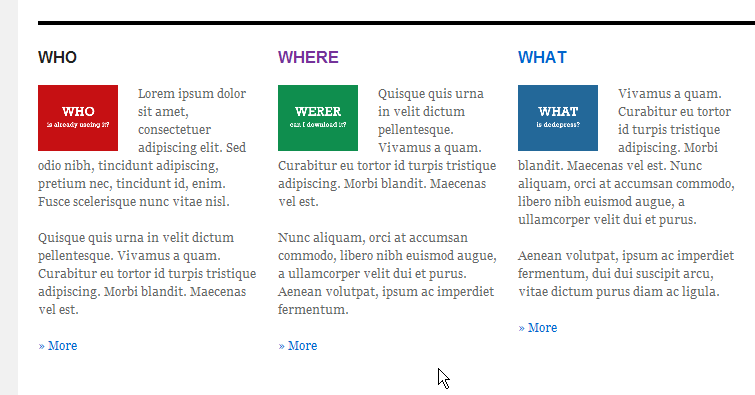 WHO
WHO
is already using it?
Lorem ipsum dolor
sit amet,
consectetuer
adipiscing elit. Sed
odio nibh, tincidunt adipiscing,
pretium nec, tincidunt id, enim.
Fusce scelerisque nunc vitae nisl.
Quisque quis urna in velit dictum
pellentesque. Vivamus a quam.
Curabitur eu tortor id turpis tristique
adipiscing. Morbi blandit. Maecenas
vel est.
» More
WHERE
WERER
can I download it?
Quisque quis urna
in velit dictum
pellentesque.
Vivamus a quam.
Curabitur eu tortor id turpis tristique
adipiscing. Morbi blandit. Maecenas
vel est.
Nunc aliquam, orci at accumsan
commodo, libero nibh euismod augue,
a ullamcorper velit dui et purus.
Aenean volutpat, ipsum ac imperdiet
fermentum.
» More
WHAT
WHAT
is dedepress?
Vivamus a quam.
Curabitur eu tortor
id turpis tristique
adipiscing. Morbi
blandit. Maecenas vel est. Nunc
aliquam, orci at accumsan commodo,
libero nibh euismod augue, a
ullamcorper velit dui et purus.
Aenean volutpat, ipsum ac imperdiet
fermentum, dui dui suscipit arcu,
vitae dictum purus diam ac ligula.
» More